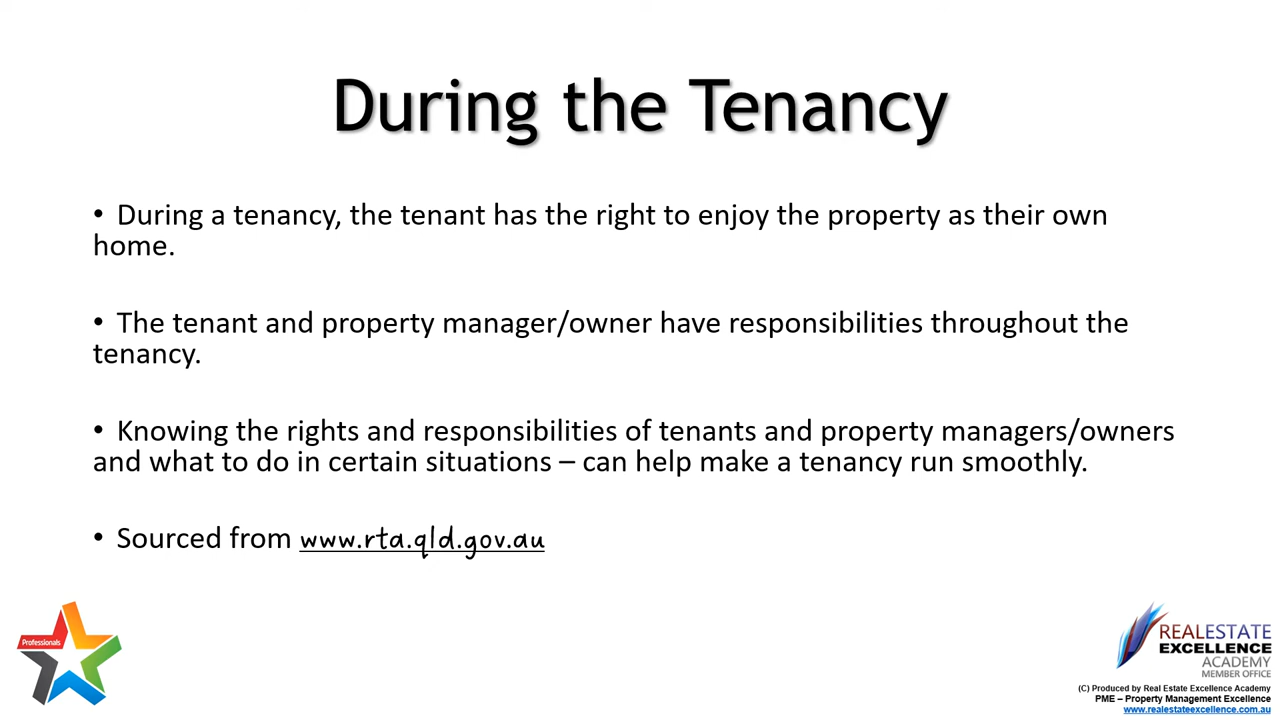 During the Tenancy
• During a tenancy, the tenant has the right to enjoy the property as their own
home.
• The tenant and property manager/owner have responsibilities throughout the
tenancy.
• Knowing the rights and responsibilities of tenants and property managers/owners
and what to do in certain situations – can help make a tenancy run smoothly.
• Sourced from www.rta.qld.gov.au
Professionals
REALESTATE
EXCELLENCE
ACADEMY
MEMBER OFFICE
(C) Produced by Real Estate Excellence Academy
PME – Property Management Excellence
www.realestateexcellence.com.au